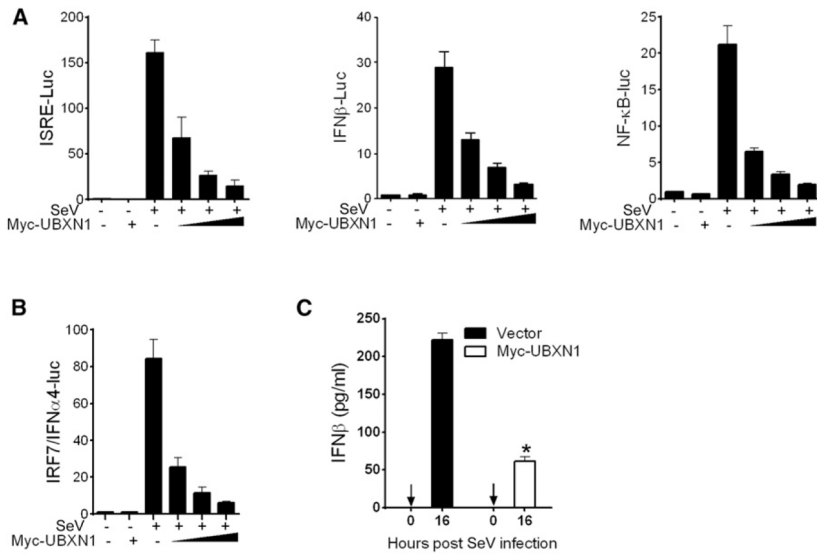 A
ISRE-Luc
200
150
100
50
0
SeV - - + + + +
Myc-UBXN1 - + -
IFNβ-Luc
40
30
20
10
0
SeV - - + + + +
Myc-UBXN1 - + -
NF-κB-luc
25
20
15
10
5
0
SeV - - + + + +
Myc-UBXN1 - + -
B
IRF7/IFNα4-luc
100
80
60
40
20
0
SeV - - + + + +
Myc-UBXN1 - + -
C
IFNβ (pg/ml)
250
200
150
100
50
0
Vector
Myc-UBXN1
*
0 16 0 16
Hours post SeV infection